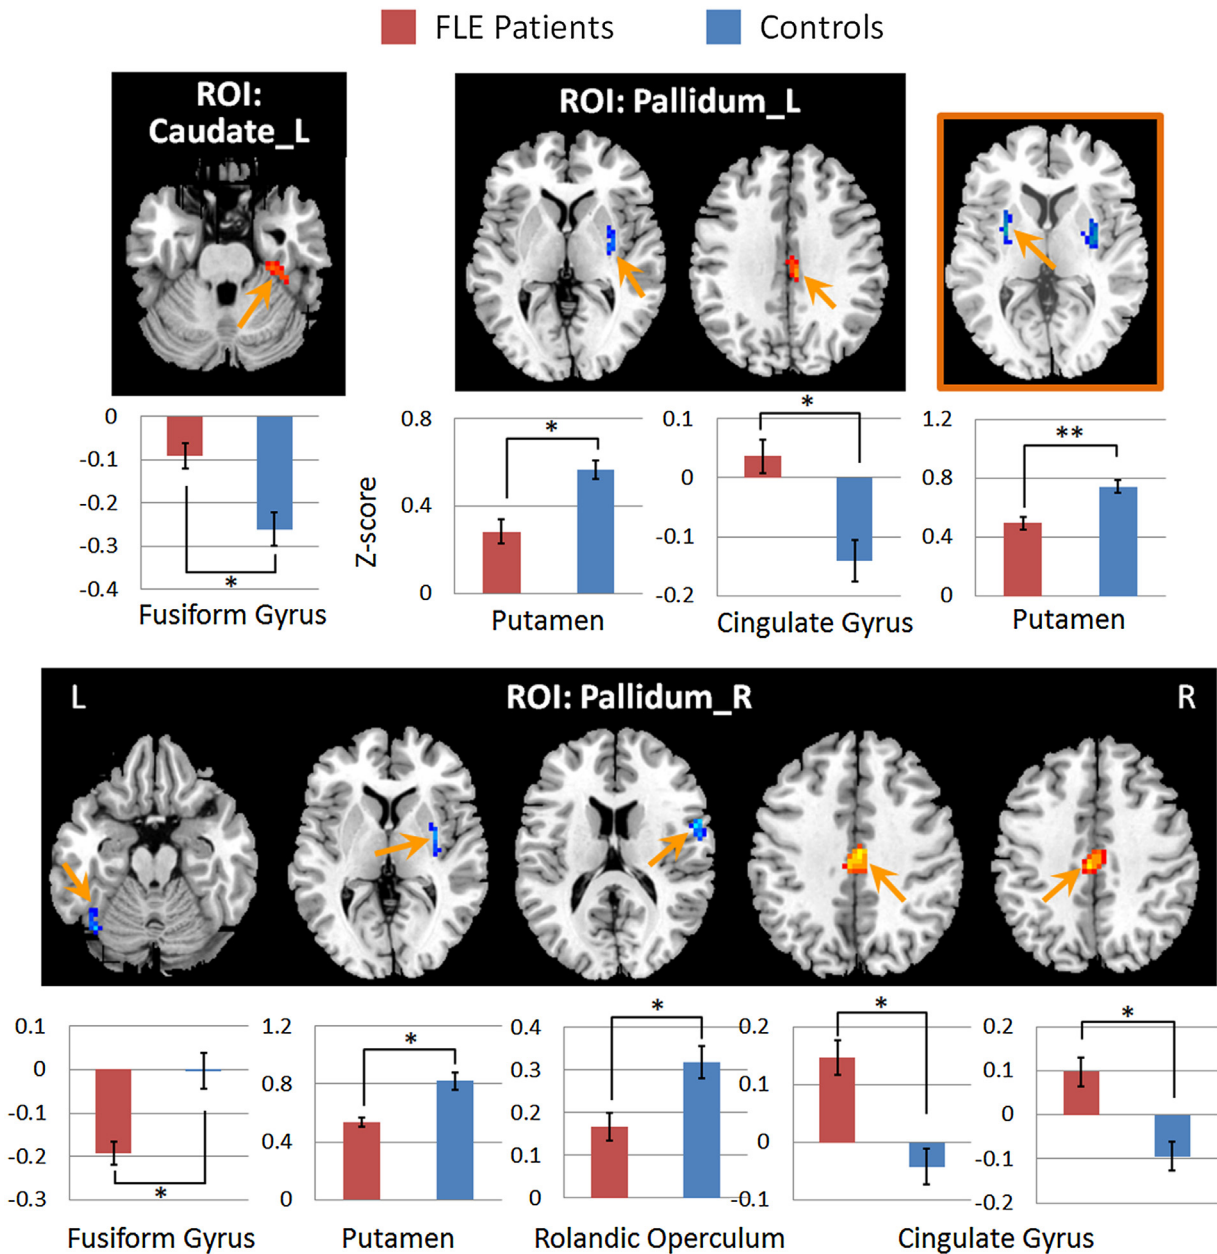 FLE Patients
Controls
ROI:
Caudate_L
ROI: Pallidum_L
0
-0.1
-0.2
-0.3
-0.4
*
Fusiform Gyrus
Z-score
0.8
0.4
0
*
Putamen
0.1
0
-0.1
-0.2
*
Cingulate Gyrus
1.2
0.8
0.4
0
**
Putamen
L
ROI: Pallidum_R
R
0.1
0
-0.1
-0.2
-0.3
*
Fusiform Gyrus
1.2
0.8
0.4
0
*
Putamen
0.4
0.3
0.2
0.1
0
*
Rolandic Operculum
0.2
0.1
0
-0.1
*
0.2
0.1
0
-0.1
-0.2
*
Cingulate Gyrus